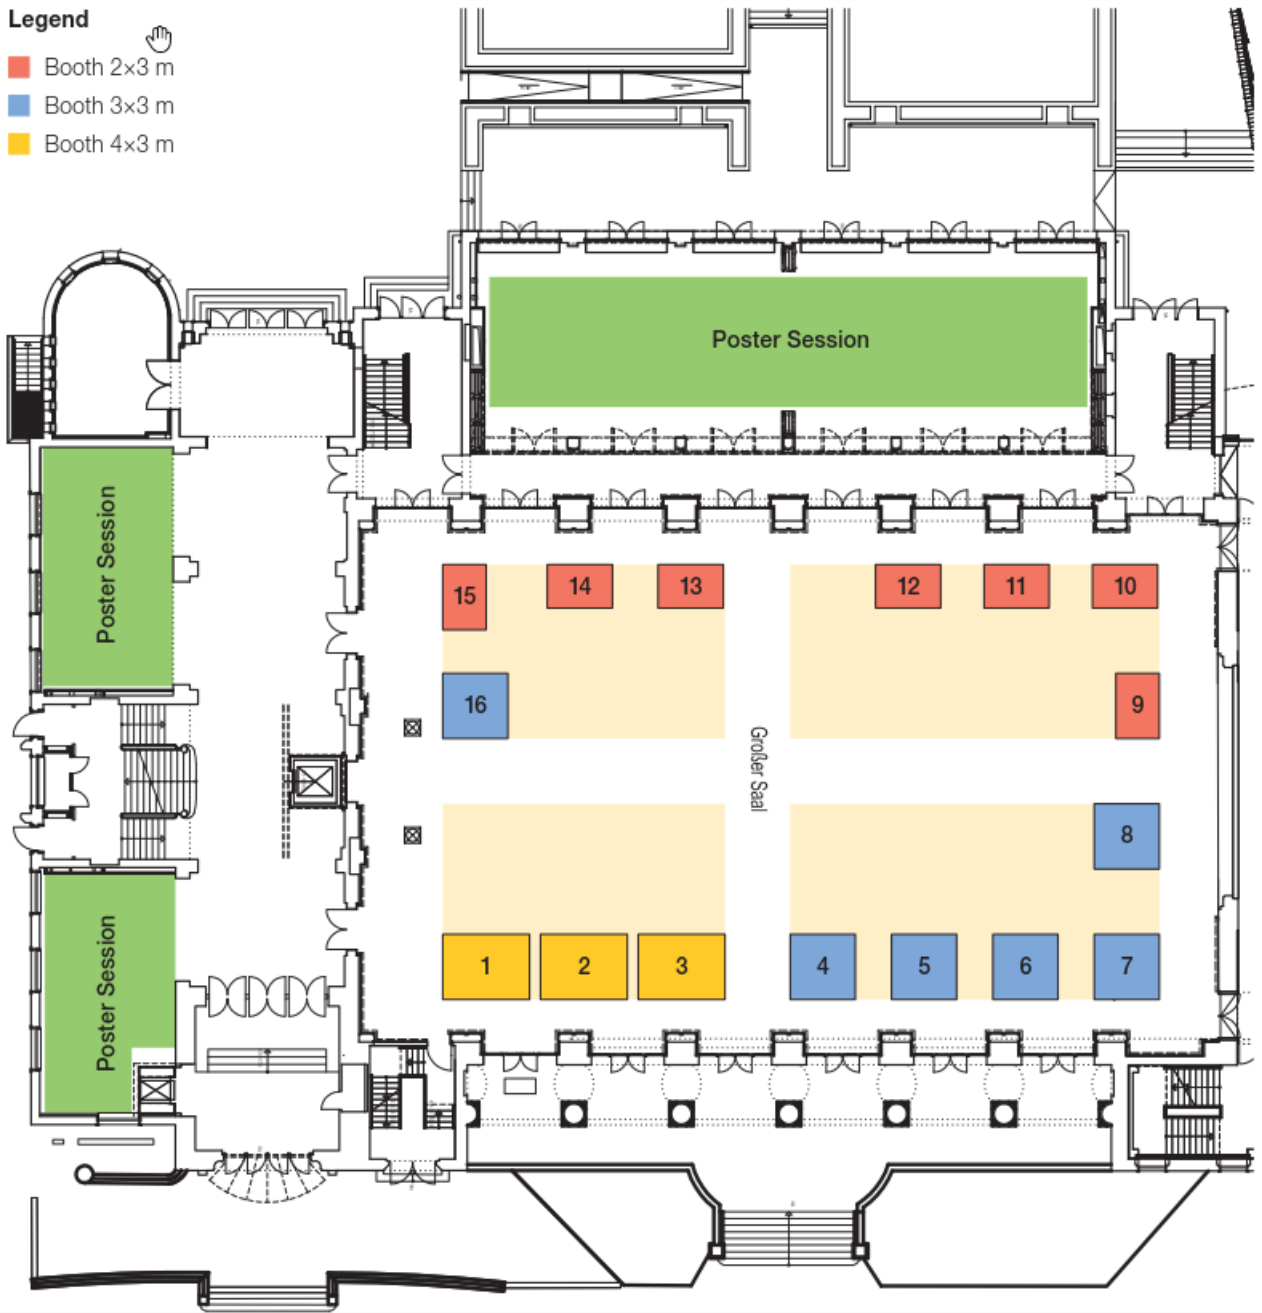 Legend
Booth 2×3 m
Booth 3×3 m
Booth 4×3 m
Poster Session
Poster Session
15
14
13
12
11
10
16
9
Großer Saal
8
Poster Session
1
2
3
4
5
6
7